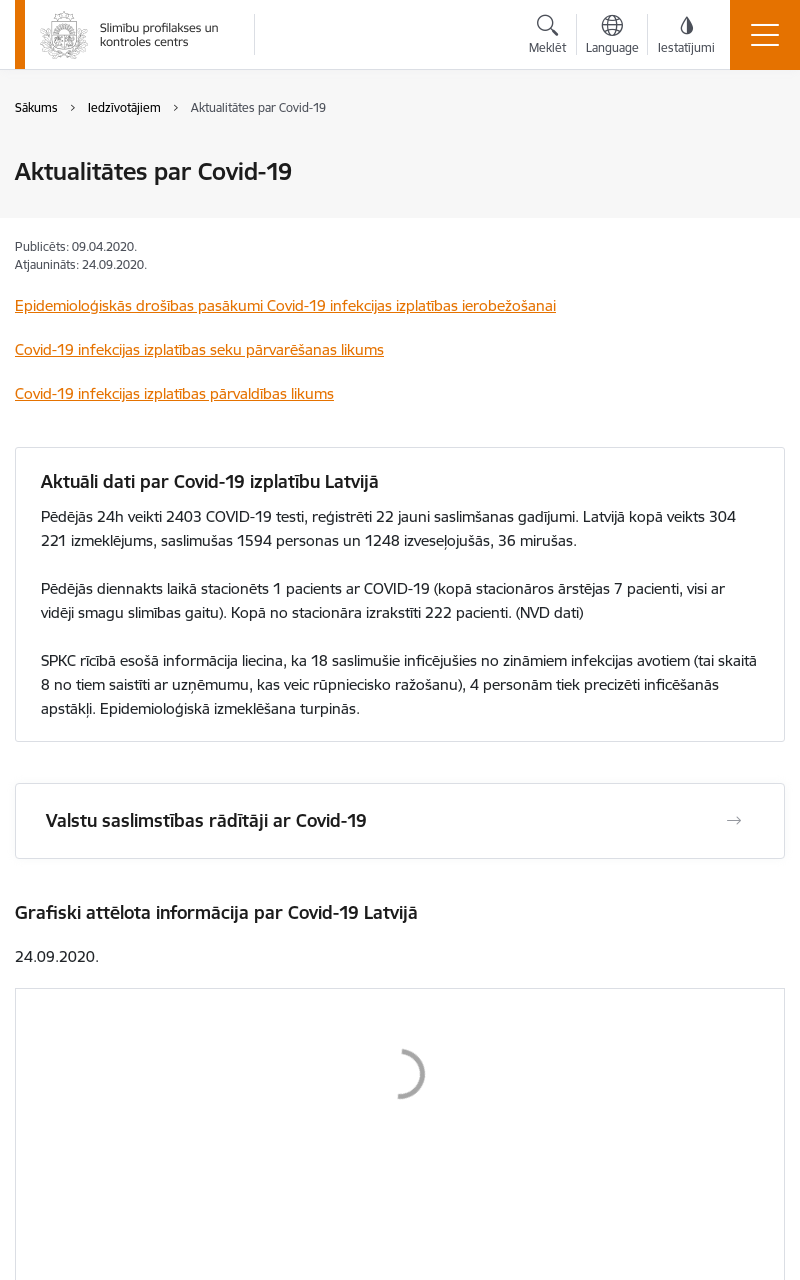 Slimību profilakses un
kontroles centrs
Meklēt
Language
Iestatījumi
Sākums
Iedzīvotājiem
Aktualitātes par Covid-19
Aktualitātes par Covid-19
Publicēts: 09.04.2020.
Atjaunināts: 24.09.2020.
Epidemioloģiskās drošības pasākumi Covid-19 infekcijas izplatības ierobežošanai
Covid-19 infekcijas izplatības seku pārvarēšanas likums
Covid-19 infekcijas izplatības pārvaldības likums
Aktuāli dati par Covid-19 izplatību Latvijā
Pēdējās 24h veikti 2403 COVID-19 testi, reģistrēti 22 jauni saslimšanas gadījumi. Latvijā kopā veikts 304
221 izmeklējums, saslimušas 1594 personas un 1248 izveseļojušās, 36 mirušas.
Pēdējās diennakts laikā stacionēts 1 pacients ar COVID-19 (kopā stacionāros ārstējas 7 pacienti, visi ar
vidēji smagu slimības gaitu). Kopā no stacionāra izrakstīti 222 pacienti. (NVD dati)
SPKC rīcībā esošā informācija liecina, ka 18 saslimušie inficējušies no zināmiem infekcijas avotiem (tai skaitā
8 no tiem saistīti ar uzņēmumu, kas veic rūpniecisko ražošanu), 4 personām tiek precizēti inficēšanās
apstākļi. Epidemioloģiskā izmeklēšana turpinās.
Valstu saslimstības rādītāji ar Covid-19
Grafiski attēlota informācija par Covid-19 Latvijā
24.09.2020.